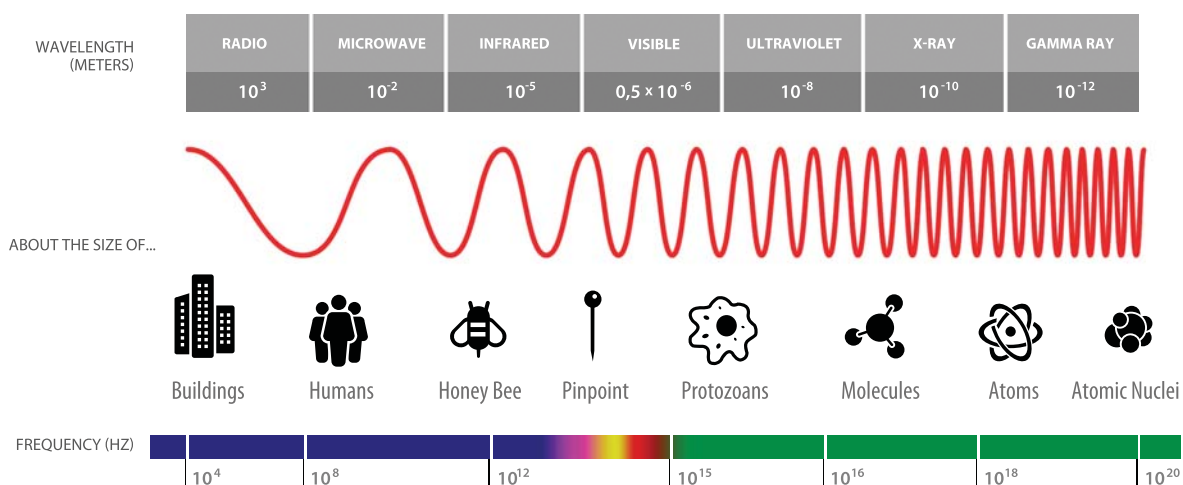 WAVELENGTH
(METERS)
RADIO MICROWAVE INFRARED VISIBLE ULTRAVIOLET X-RAY GAMMA RAY
10³ 10⁻² 10⁻⁵ 0,5 x 10⁻⁶ 10⁻⁸ 10⁻¹⁰ 10⁻¹²
ABOUT THE SIZE OF...
Buildings Humans Honey Bee Pinpoint Protozoans Molecules Atoms Atomic Nuclei
FREQUENCY (HZ)
10⁴ 10⁸ 10¹² 10¹⁵ 10¹⁶ 10¹⁸ 10²⁰